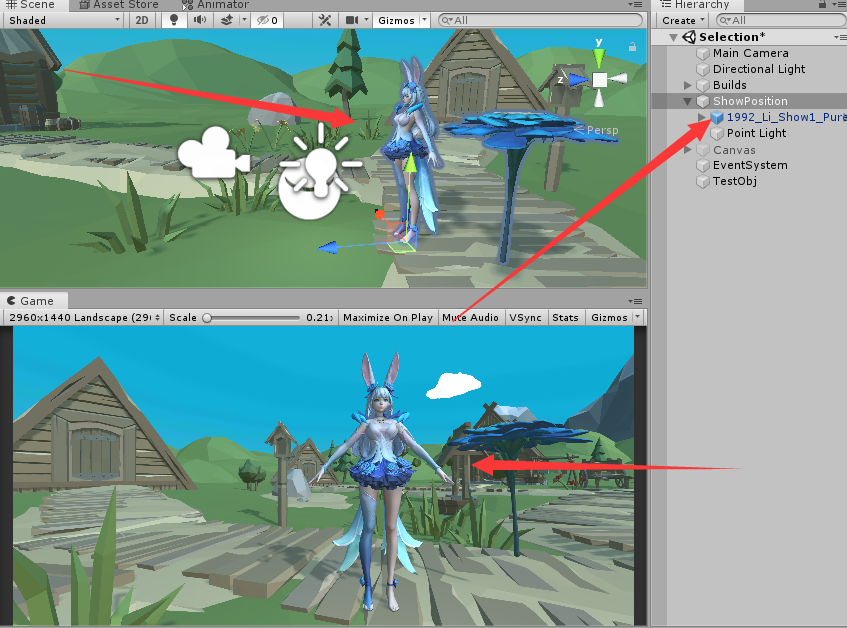 Scene Asset Store Animator
Shaded 2D 0 Gizmos All
y
z
Persp
Game
2960x1440 Landscape (29 Scale 0.21 Maximize On Play Mute Audio VSync Stats Gizmos
Hierarchy
Create All
Selection*
Main Camera
Directional Light
Builds
ShowPosition
1992_Li_Show1_Pure
Point Light
Canvas
EventSystem
TestObj